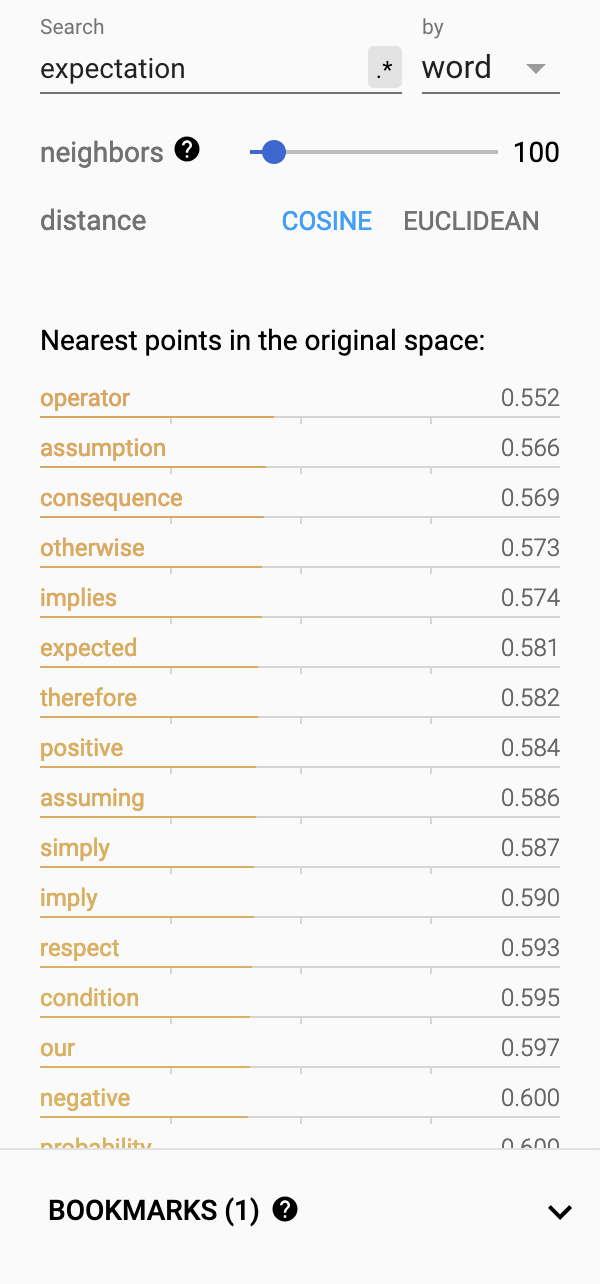 Search by
expectation .* word
neighbors ? 100
distance COSINE EUCLIDEAN
Nearest points in the original space:
operator 0.552
assumption 0.566
consequence 0.569
otherwise 0.573
implies 0.574
expected 0.581
therefore 0.582
positive 0.584
assuming 0.586
simply 0.587
imply 0.590
respect 0.593
condition 0.595
our 0.597
negative 0.600
probability 0.600
BOOKMARKS (1) ?